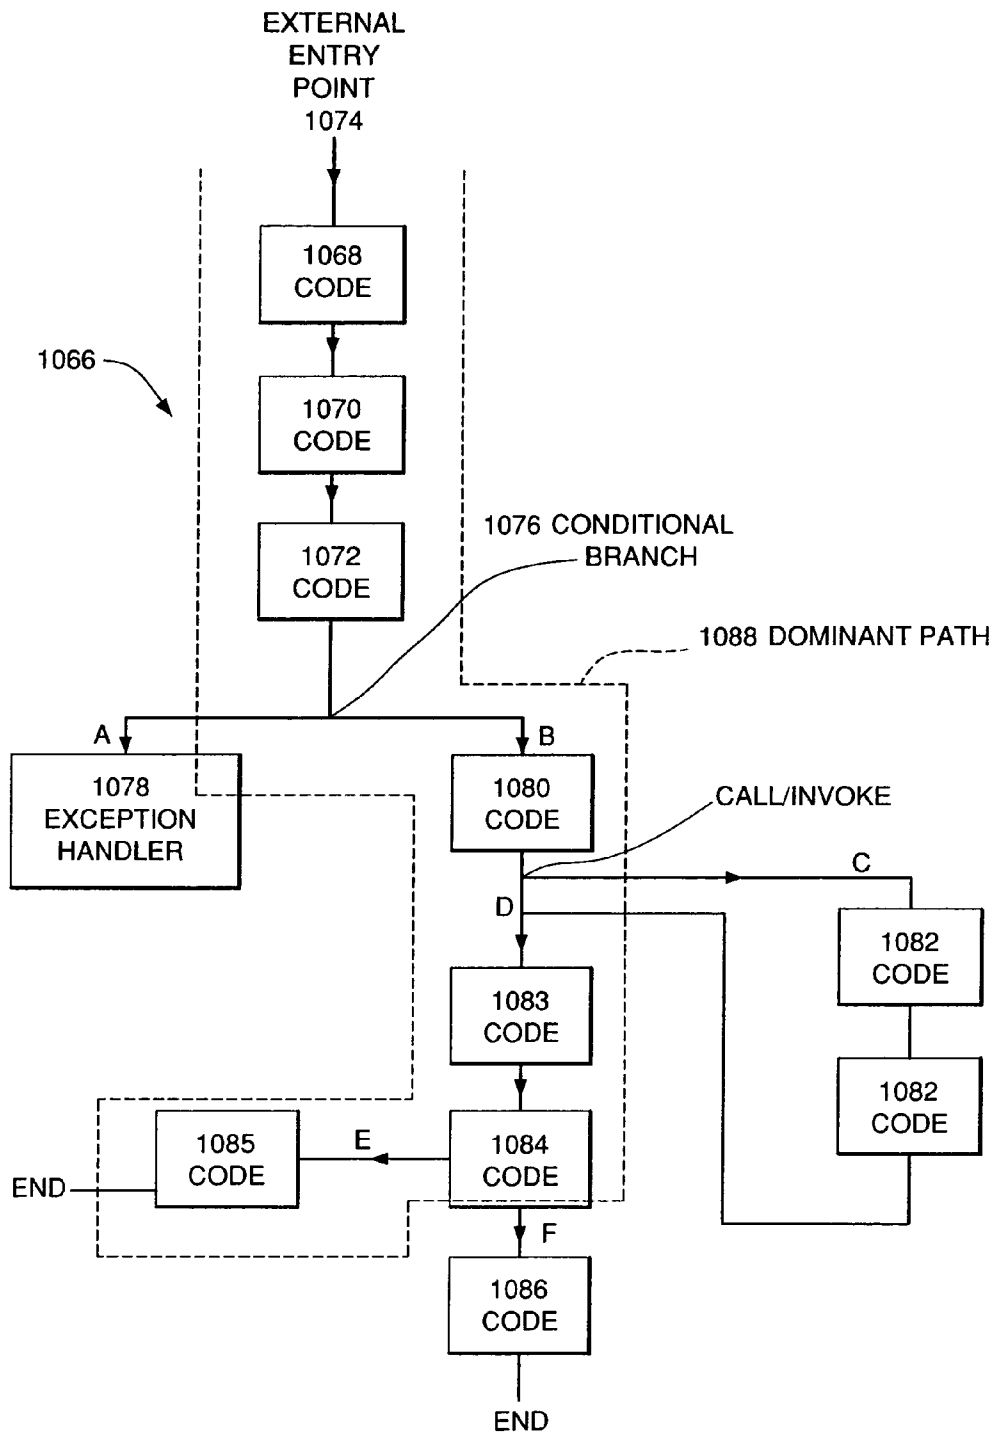 EXTERNAL
ENTRY
POINT
1074
1068
CODE
1066
1070
CODE
1076 CONDITIONAL
BRANCH
1072
CODE
1088 DOMINANT PATH
A
B
1078
EXCEPTION
HANDLER
1080
CODE
CALL/INVOKE
C
D
1082
CODE
1083
CODE
1082
CODE
1085
CODE
E
1084
CODE
END
F
1086
CODE
END